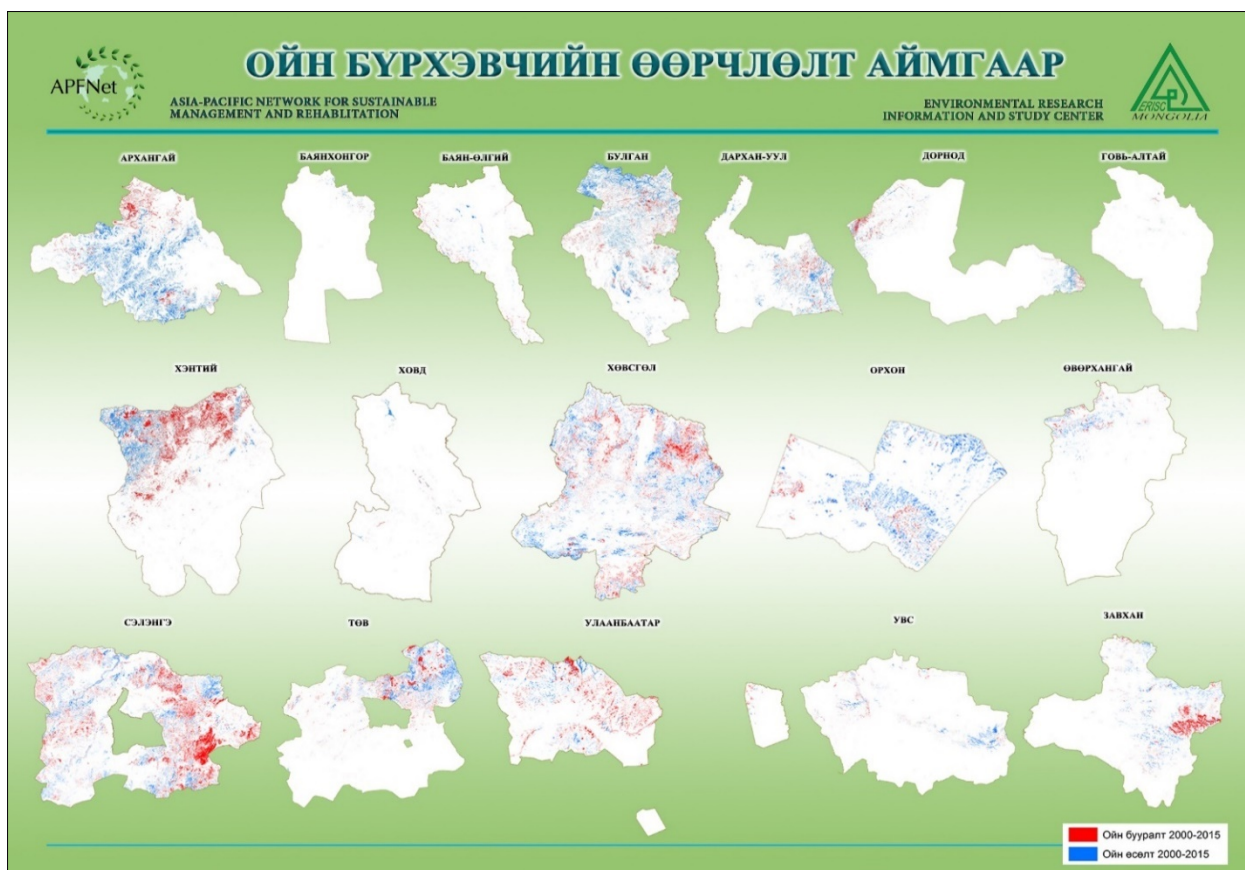 ОЙН БҮРХЭВЧИЙН ӨӨРЧЛӨЛТ АЙМГААР
APFNet
ASIA-PACIFIC NETWORK FOR SUSTAINABLE
MANAGEMENT AND REHABLITATION
ENVIRONMENTAL RESEARCH
INFORMATION AND STUDY CENTER
ERISC
MONGOLIA
АРХАНГАЙ
БАЯНХОНГОР
БАЯН-ӨЛГИЙ
БУЛГАН
ДАРХАН-УУЛ
ДОРНОД
ГОВЬ-АЛТАЙ
ХЭНТИЙ
ХОВД
ХӨВСГӨЛ
ОРХОН
ӨВӨРХАНГАЙ
СЭЛЭНГЭ
ТӨВ
УЛААНБААТАР
УВС
ЗАВХАН
Ойн бууралт 2000-2015
Ойн өсөлт 2000-2015